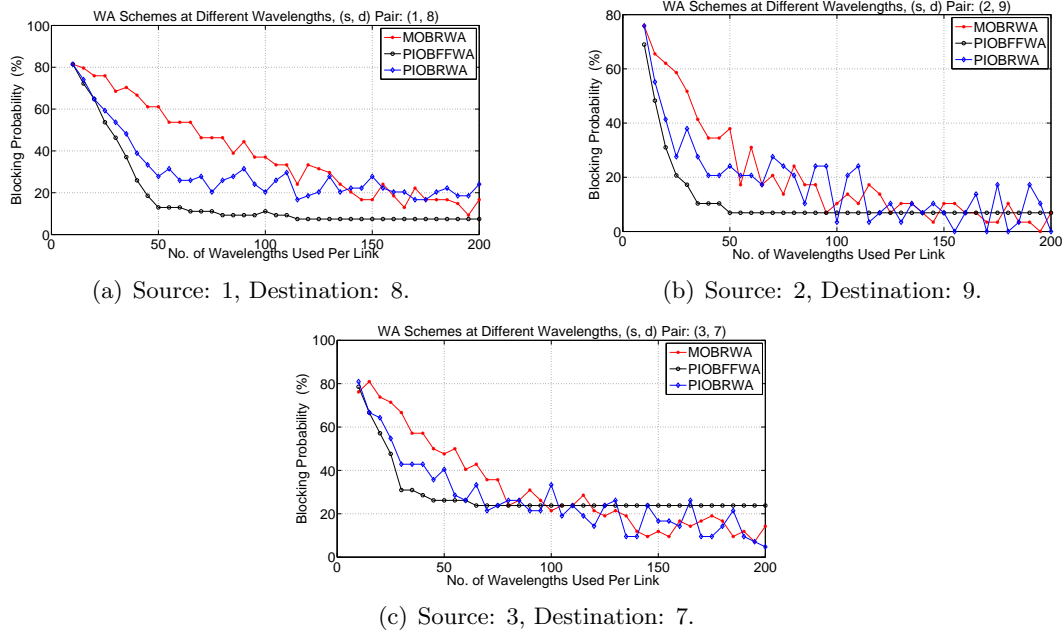 WA Schemes at Different Wavelengths, (s, d) Pair: (1, 8)
Blocking Probability (%)
100
80
60
40
20
0
0 50 100 150 200
No. of Wavelengths Used Per Link
MOBRWA
PIOBFFWA
PIOBRWA
(a) Source: 1, Destination: 8.
WA Schemes at Different Wavelengths, (s, d) Pair: (2, 9)
Blocking Probability (%)
80
60
40
20
0
0 50 100 150 200
No. of Wavelengths Used Per Link
MOBRWA
PIOBFFWA
PIOBRWA
(b) Source: 2, Destination: 9.
WA Schemes at Different Wavelengths, (s, d) Pair: (3, 7)
Blocking Probability (%)
100
80
60
40
20
0
0 50 100 150 200
No. of Wavelengths Used Per Link
MOBRWA
PIOBFFWA
PIOBRWA
(c) Source: 3, Destination: 7.